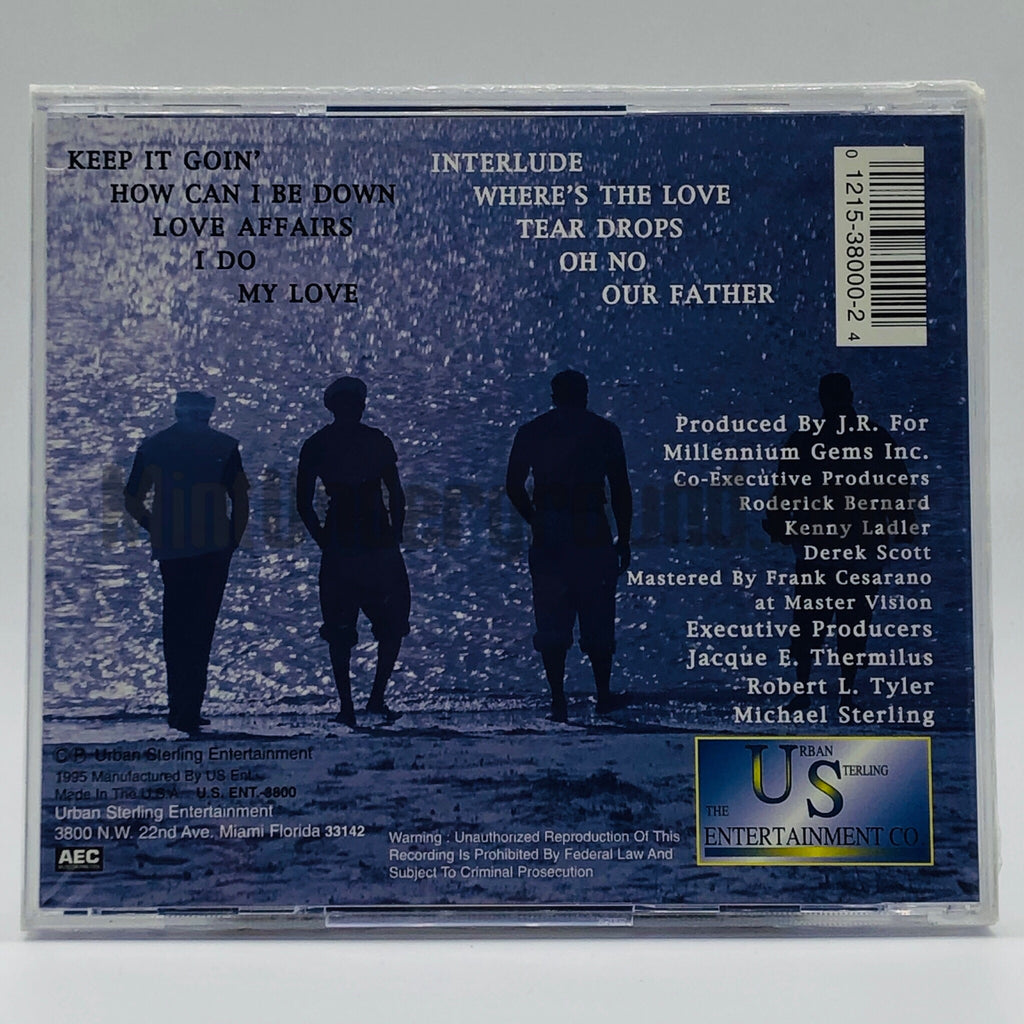 KEEP IT GOIN'
HOW CAN I BE DOWN
LOVE AFFAIRS
I DO
MY LOVE
INTERLUDE
WHERE'S THE LOVE
TEAR DROPS
OH NO
OUR FATHER
0 1215-38000-2 4
Produced By J.R. For
Millennium Gems Inc.
Co-Executive Producers
Roderick Bernard
Kenny Ladler
Derek Scott
Mastered By Frank Cesarano
at Master Vision
Executive Producers
Jacque E. Thermilus
Robert L. Tyler
Michael Sterling
© ℗ Urban Sterling Entertainment
1995 Manufactured By US Ent.
Made In The U.S.A. U.S. ENT.-3800
Urban Sterling Entertainment
3800 N.W. 22nd Ave. Miami Florida 33142
AEC
Warning : Unauthorized Reproduction Of This
Recording Is Prohibited By Federal Law And
Subject To Criminal Prosecution
URBAN
STERLING
THE
ENTERTAINMENT CO